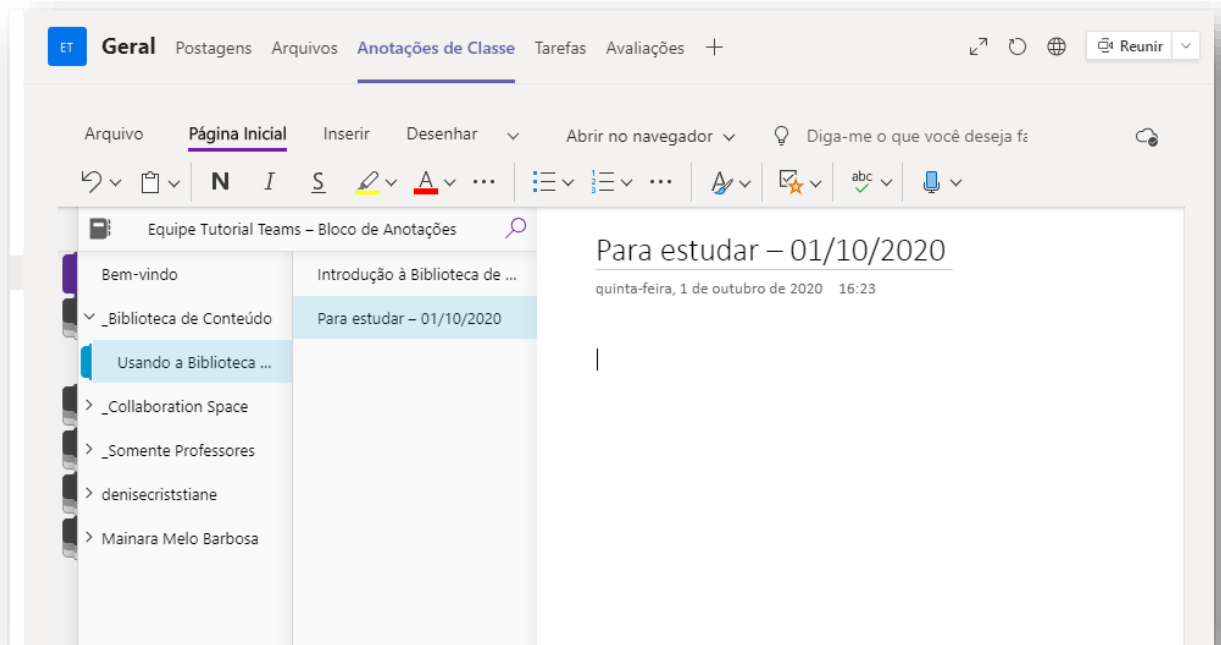 ET Geral Postagens Arquivos Anotações de Classe Tarefas Avaliações Reunir
Arquivo Página Inicial Inserir Desenhar Abrir no navegador Diga-me o que você deseja fa
N I S A abc
Equipe Tutorial Teams – Bloco de Anotações
Bem-vindo
_Biblioteca de Conteúdo
Usando a Biblioteca ...
_Collaboration Space
_Somente Professores
denisecriststiane
Mainara Melo Barbosa
Introdução à Biblioteca de ...
Para estudar – 01/10/2020
Para estudar – 01/10/2020
quinta-feira, 1 de outubro de 2020 16:23